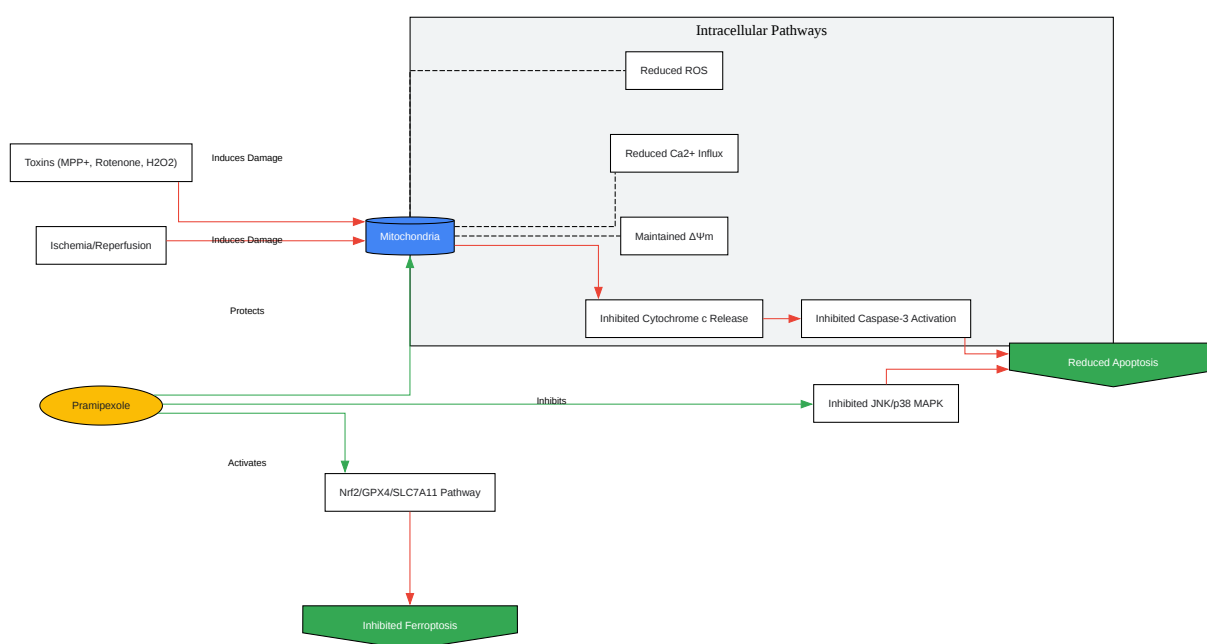 Intracellular Pathways
Reduced ROS
Toxins (MPP+, Rotenone, H2O2)
Induces Damage
Reduced Ca2+ Influx
Ischemia/Reperfusion
Induces Damage
Mitochondria
Maintained ΔΨm
Protects
Inhibited Cytochrome c Release
Inhibited Caspase-3 Activation
Reduced Apoptosis
Pramipexole
Inhibits
Inhibited JNK/p38 MAPK
Activates
Nrf2/GPX4/SLC7A11 Pathway
Inhibited Ferroptosis